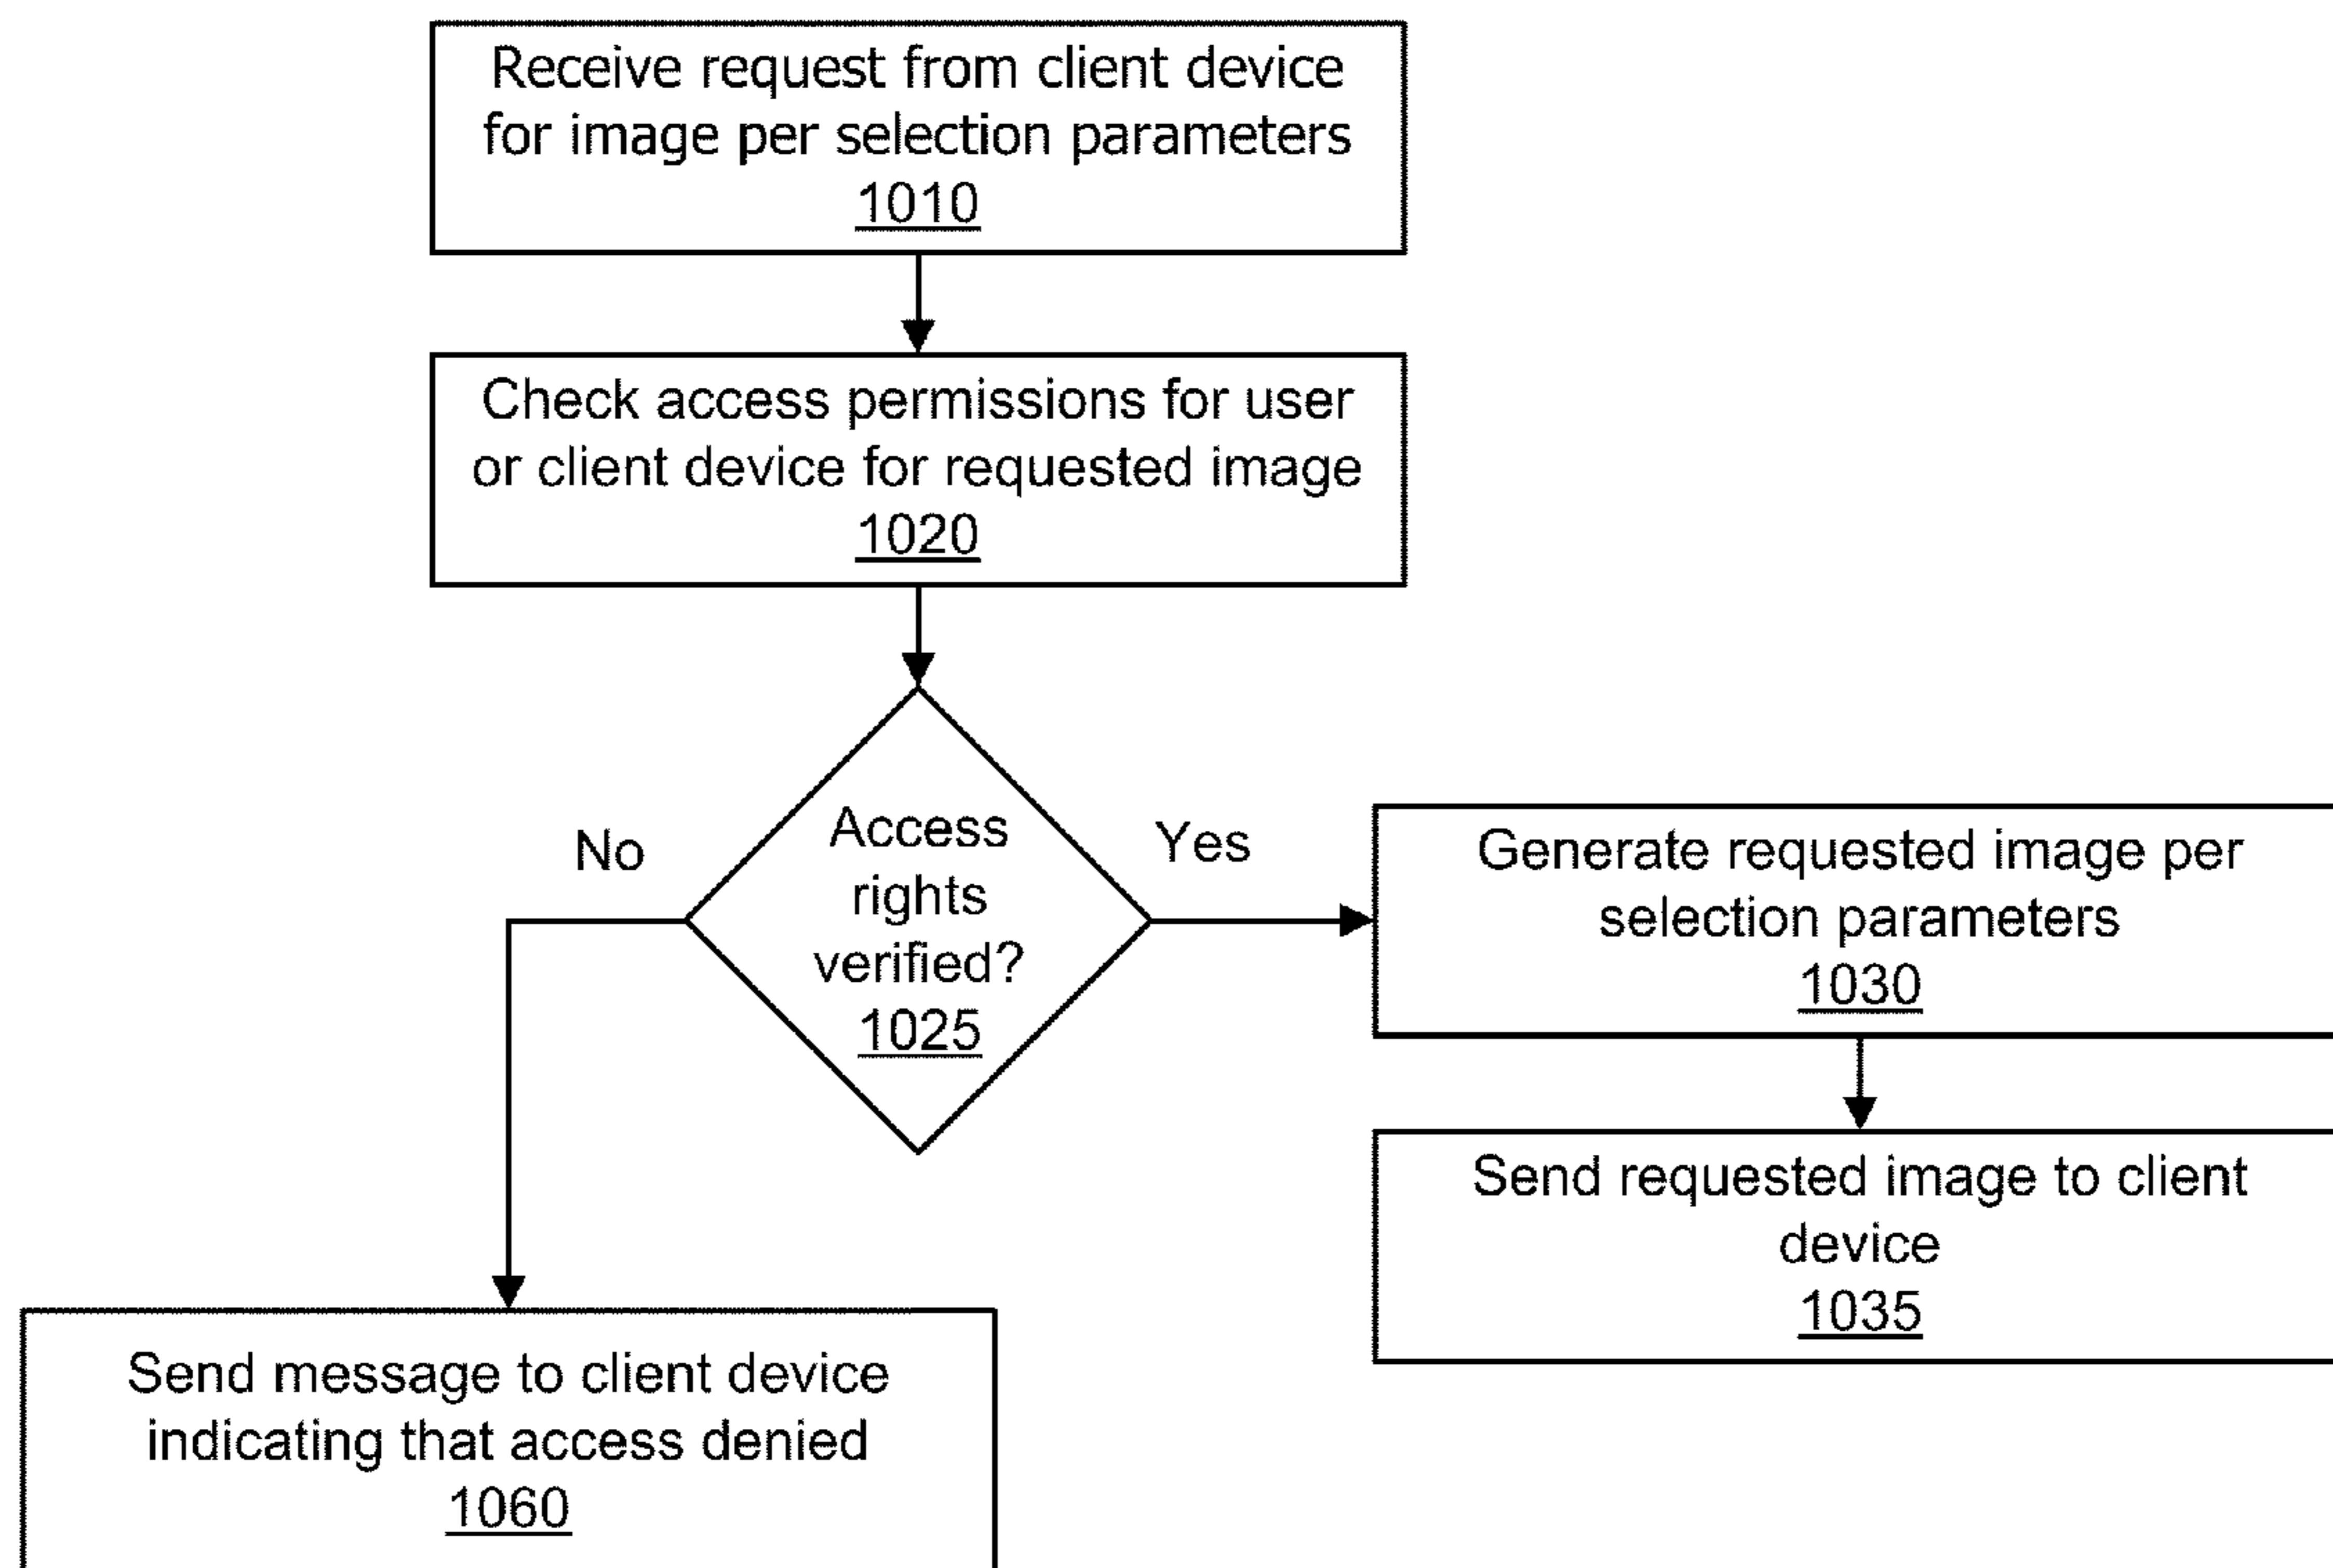 Receive request from client device
for image per selection parameters
1010
Check access permissions for user
or client device for requested image
1020
Access
rights
verified?
1025
No
Yes
Generate requested image per
selection parameters
1030
Send requested image to client
device
1035
Send message to client device
indicating that access denied
1060